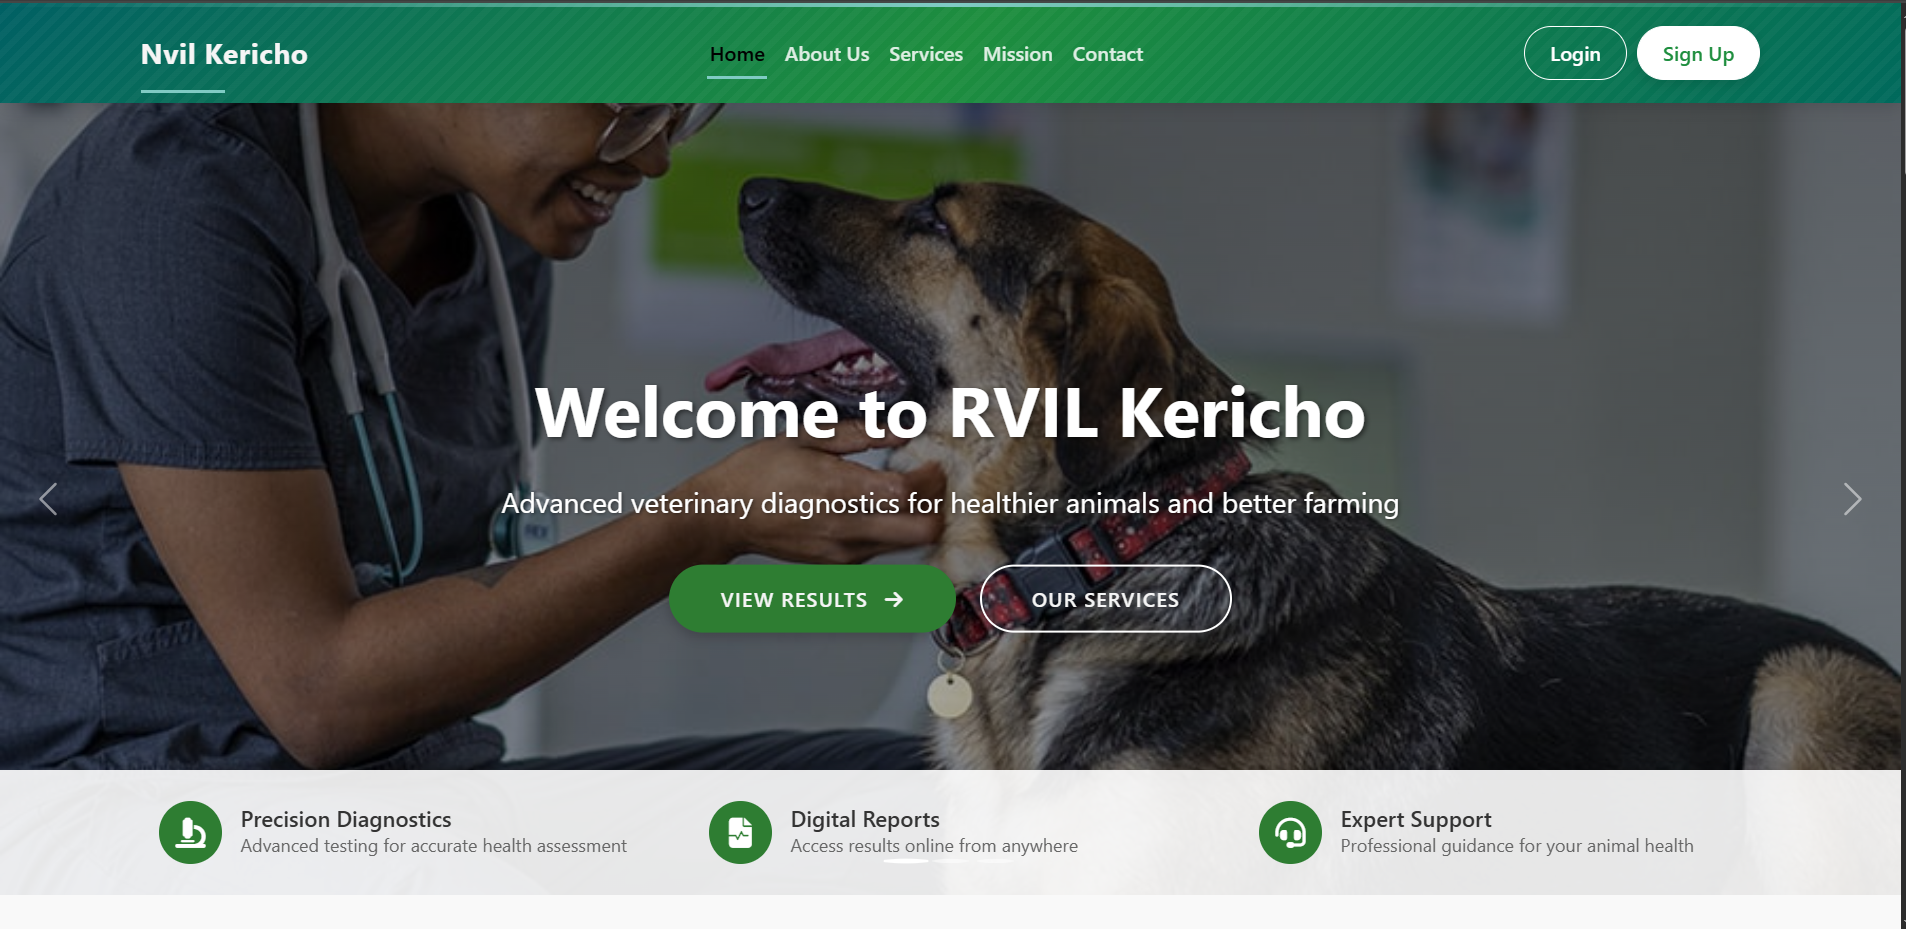 Nvil Kericho
Home About Us Services Mission Contact
Login Sign Up
Welcome to RVIL Kericho
Advanced veterinary diagnostics for healthier animals and better farming
VIEW RESULTS → OUR SERVICES
Precision Diagnostics
Advanced testing for accurate health assessment
Digital Reports
Access results online from anywhere
Expert Support
Professional guidance for your animal health